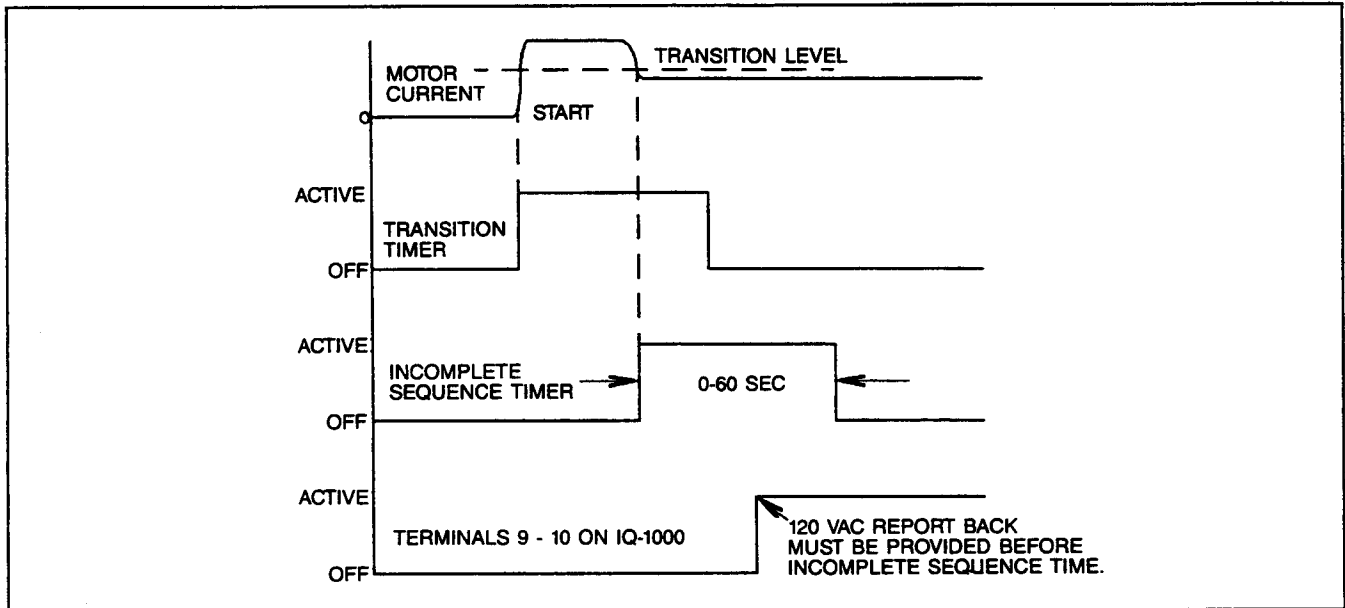 TRANSITION LEVEL
MOTOR
CURRENT
0
START
ACTIVE
TRANSITION
TIMER
OFF
ACTIVE
INCOMPLETE
SEQUENCE TIMER
0-60 SEC
OFF
ACTIVE
TERMINALS 9 - 10 ON IQ-1000
120 VAC REPORT BACK
MUST BE PROVIDED BEFORE
INCOMPLETE SEQUENCE TIME.
OFF